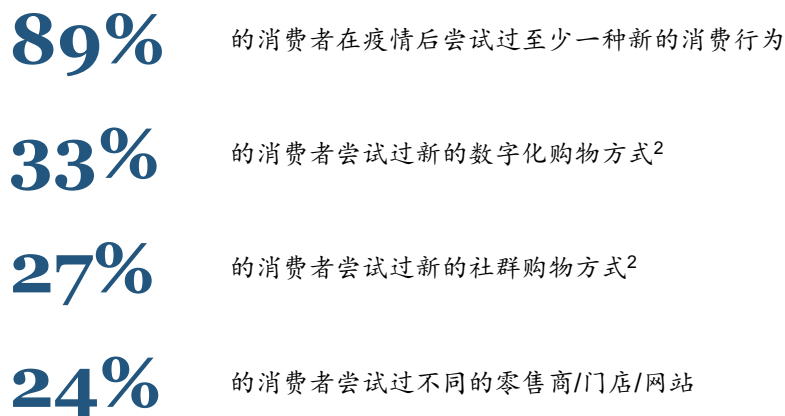 89% 的消费者在疫情后尝试过至少一种新的消费行为
33% 的消费者尝试过新的数字化购物方式2
27% 的消费者尝试过新的社群购物方式2
24% 的消费者尝试过不同的零售商/门店/网站